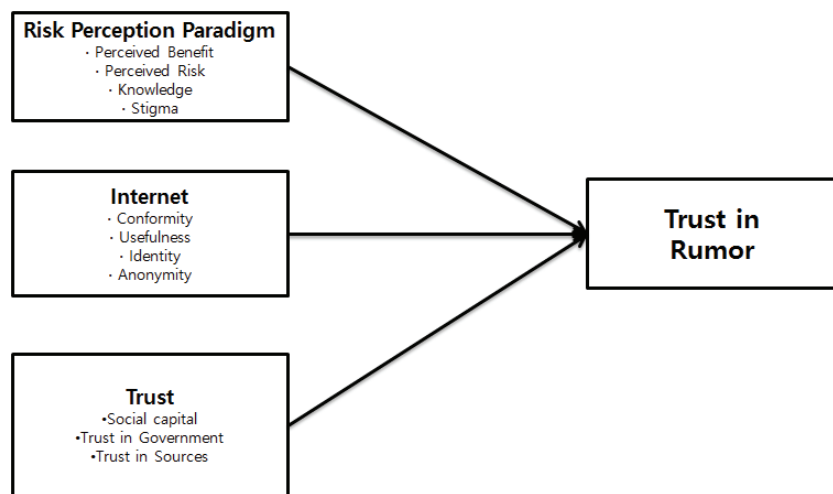 Risk Perception Paradigm
· Perceived Benefit
· Perceived Risk
· Knowledge
· Stigma
Internet
· Conformity
· Usefulness
· Identity
· Anonymity
Trust
•Social capital
•Trust in Government
•Trust in Sources
Trust in
Rumor